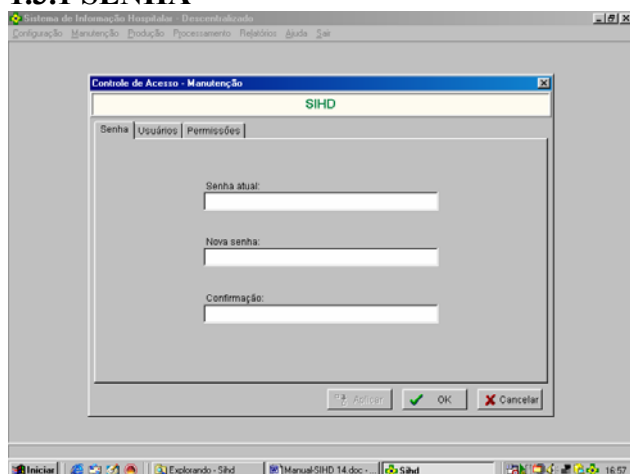 1.5.1 SENHA
Sistema de Informação Hospitalar - Descentralizado
Configuração Manutenção Produção Processamento Relatórios Ajuda Sair
Controle de Acesso - Manutenção
SIHD
Senha Usuários Permissões
Senha atual:
Nova senha:
Confirmação:
Aplicar OK Cancelar
Iniciar Explorando - Sihd Manual-SIHD 14.doc - ... Sihd 16:57